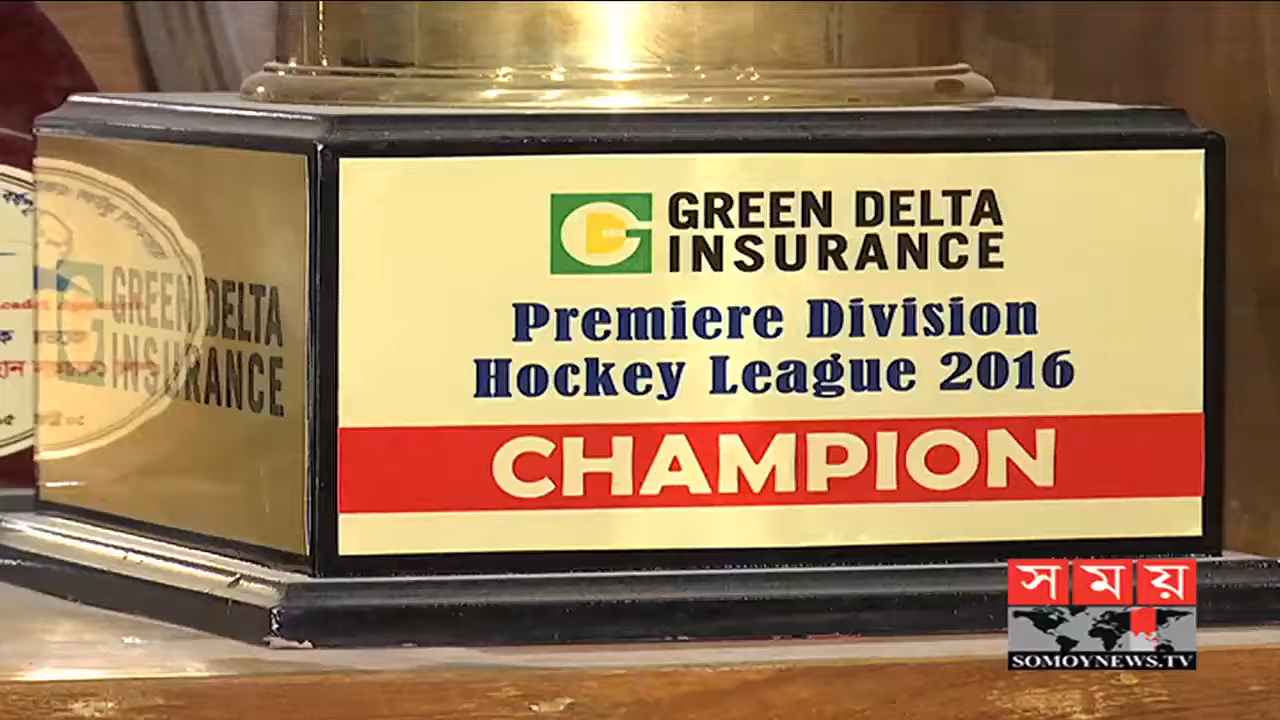 GREEN DELTA
INSURANCE
Premiere Division
Hockey League 2016
CHAMPION
GREEN DELTA
INSURANCE
সময়
SOMOYNEWS.TV